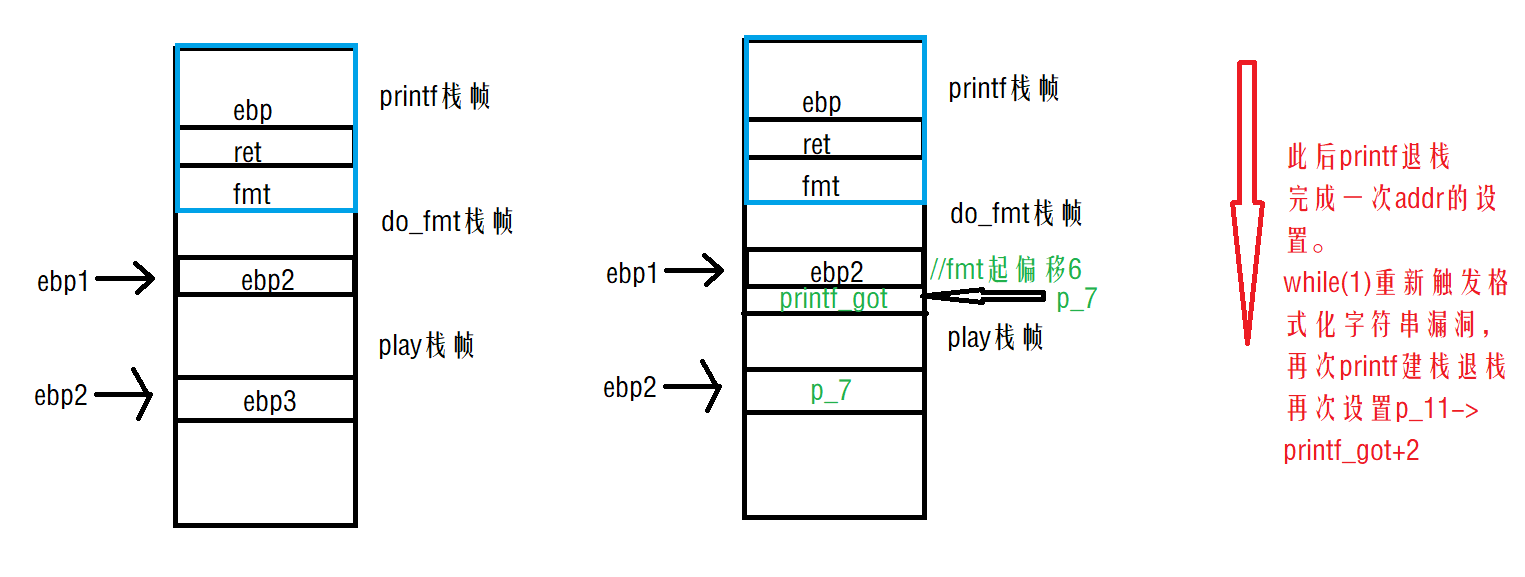 ebp
printf栈帧
ret
fmt
do_fmt栈帧
ebp1
ebp2
play栈帧
ebp2
ebp3
ebp
printf栈帧
ret
fmt
do_fmt栈帧
ebp1
ebp2
//fmt起偏移6
printf_got
p_7
play栈帧
ebp2
p_7
此后printf退栈
完成一次addr的设
置。
while(1)重新触发格
式化字符串漏洞，
再次printf建栈退栈
再次设置p_11->
printf_got+2